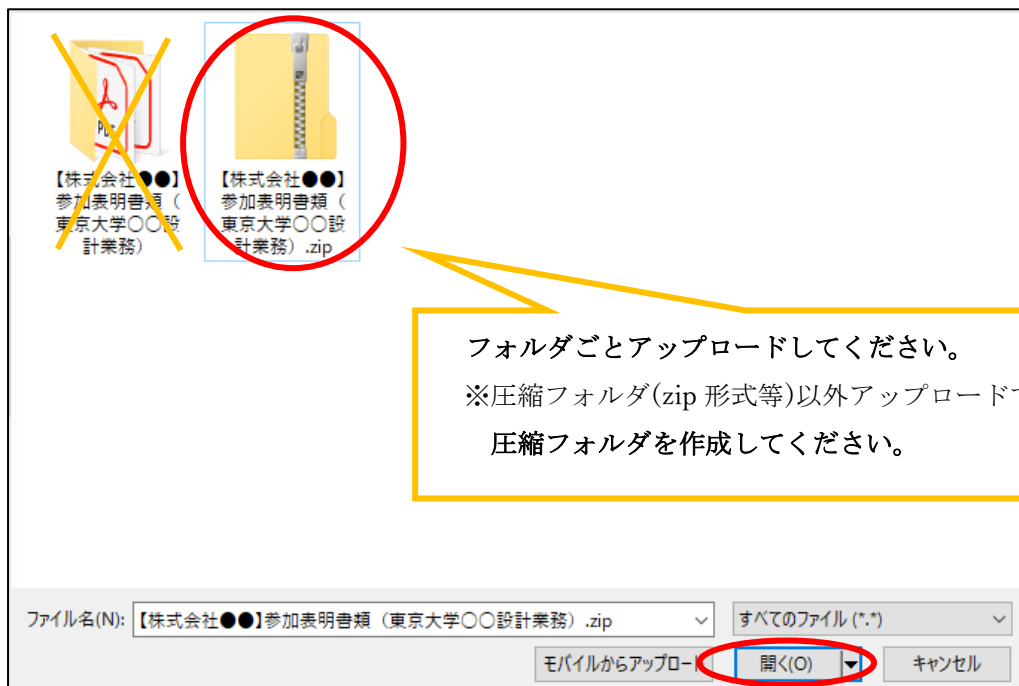 PDF
【株式会社●●】
参加表明書類（
東京大学○○設
計業務）
【株式会社●●】
参加表明書類（
東京大学○○設
計業務）.zip
フォルダごとアップロードしてください。
※圧縮フォルダ(zip 形式等)以外アップロードで
圧縮フォルダを作成してください。
ファイル名(N): 【株式会社●●】参加表明書類（東京大学○○設計業務）.zip すべてのファイル (*.*)
モバイルからアップロード 開く(O) キャンセル